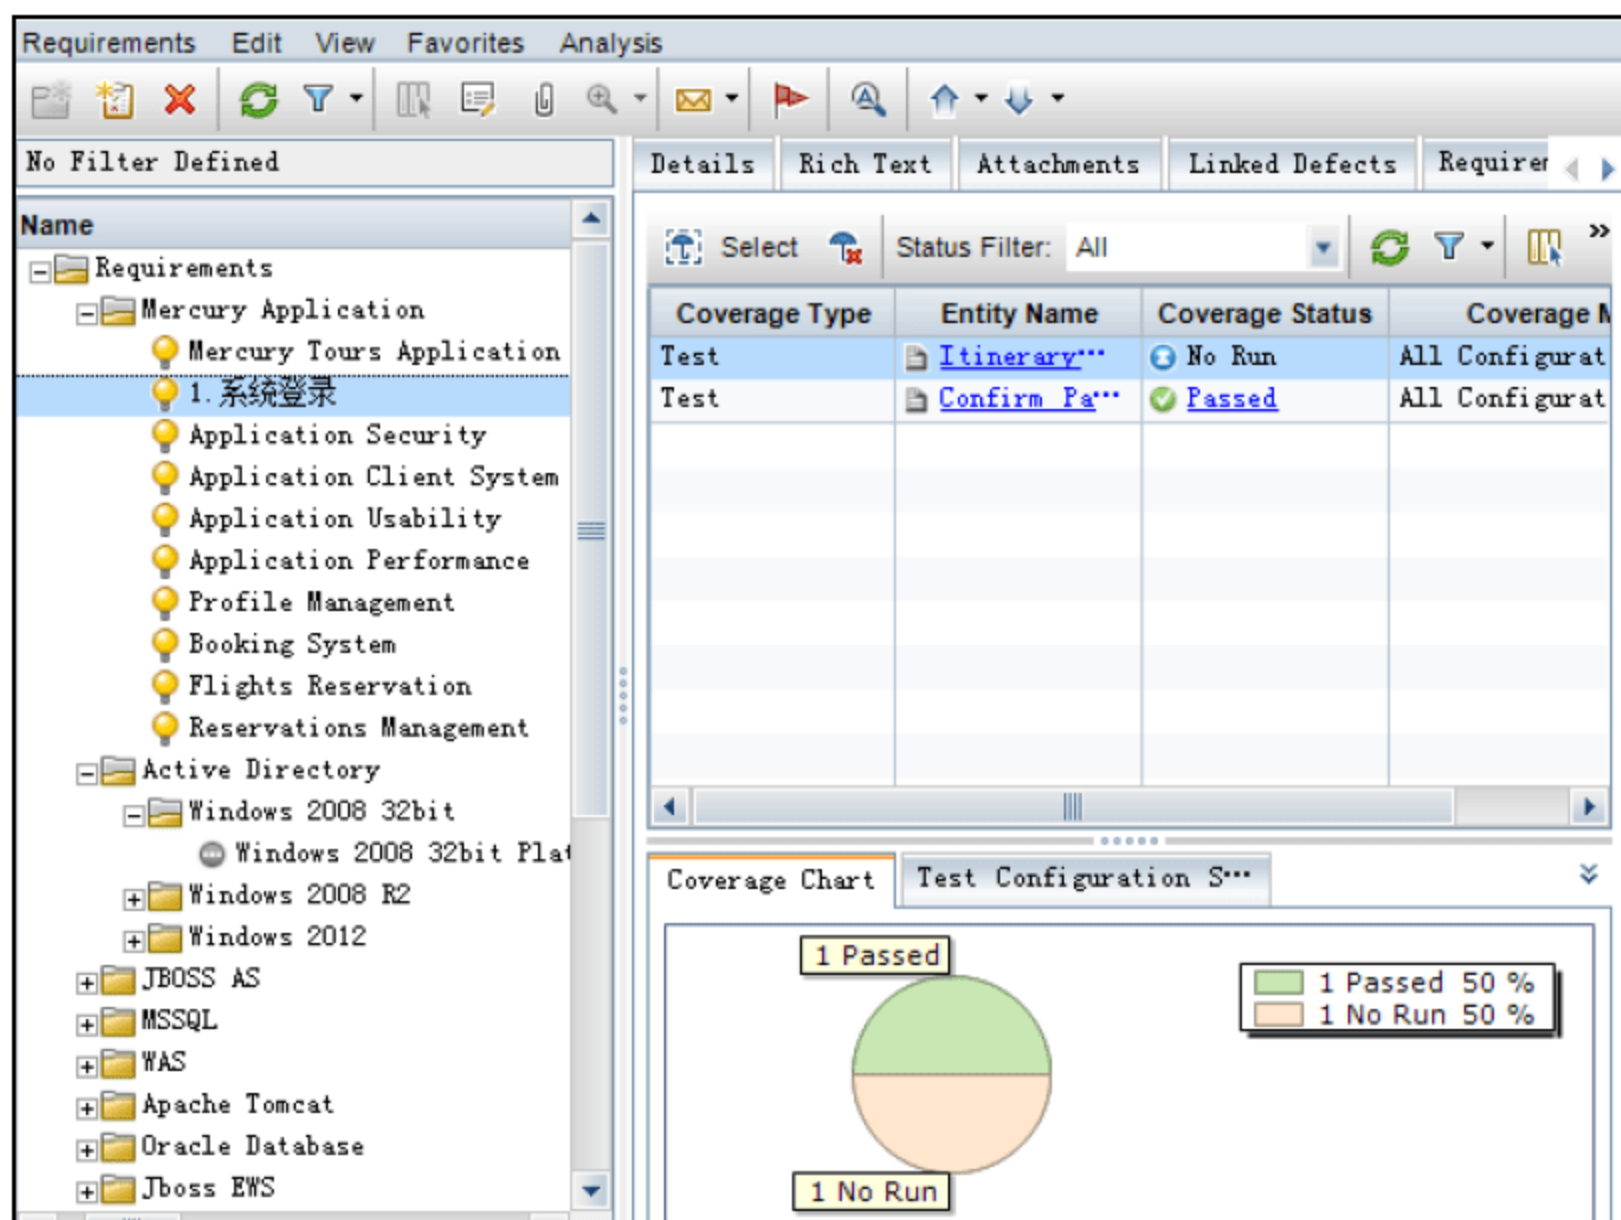 Requirements Edit View Favorites Analysis
No Filter Defined
Name
Requirements
Mercury Application
Mercury Tours Application
1.系统登录
Application Security
Application Client System
Application Usability
Application Performance
Profile Management
Booking System
Flights Reservation
Reservations Management
Active Directory
Windows 2008 32bit
Windows 2008 32bit Plat
Windows 2008 R2
Windows 2012
JBOSS AS
MSSQL
WAS
Apache Tomcat
Oracle Database
Jboss EWS
Details Rich Text Attachments Linked Defects Requirem
Select Status Filter: All
Coverage Type Entity Name Coverage Status Coverage M
Test Itinerary… No Run All Configurat
Test Confirm Pa… Passed All Configurat
Coverage Chart Test Configuration S…
1 Passed
1 Passed 50 %
1 No Run 50 %
1 No Run